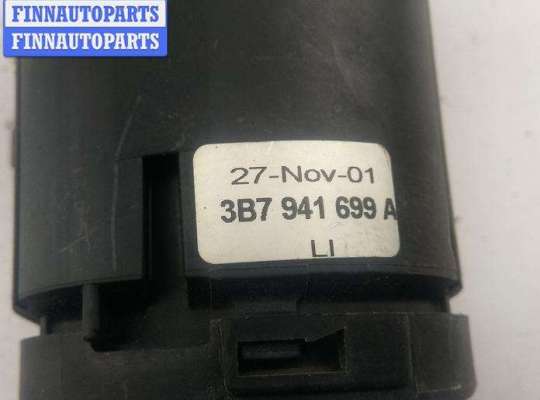 FINNAUTOPARTS
FINNAUTOPARTS
27-Nov-01
3B7 941 699 A
LI